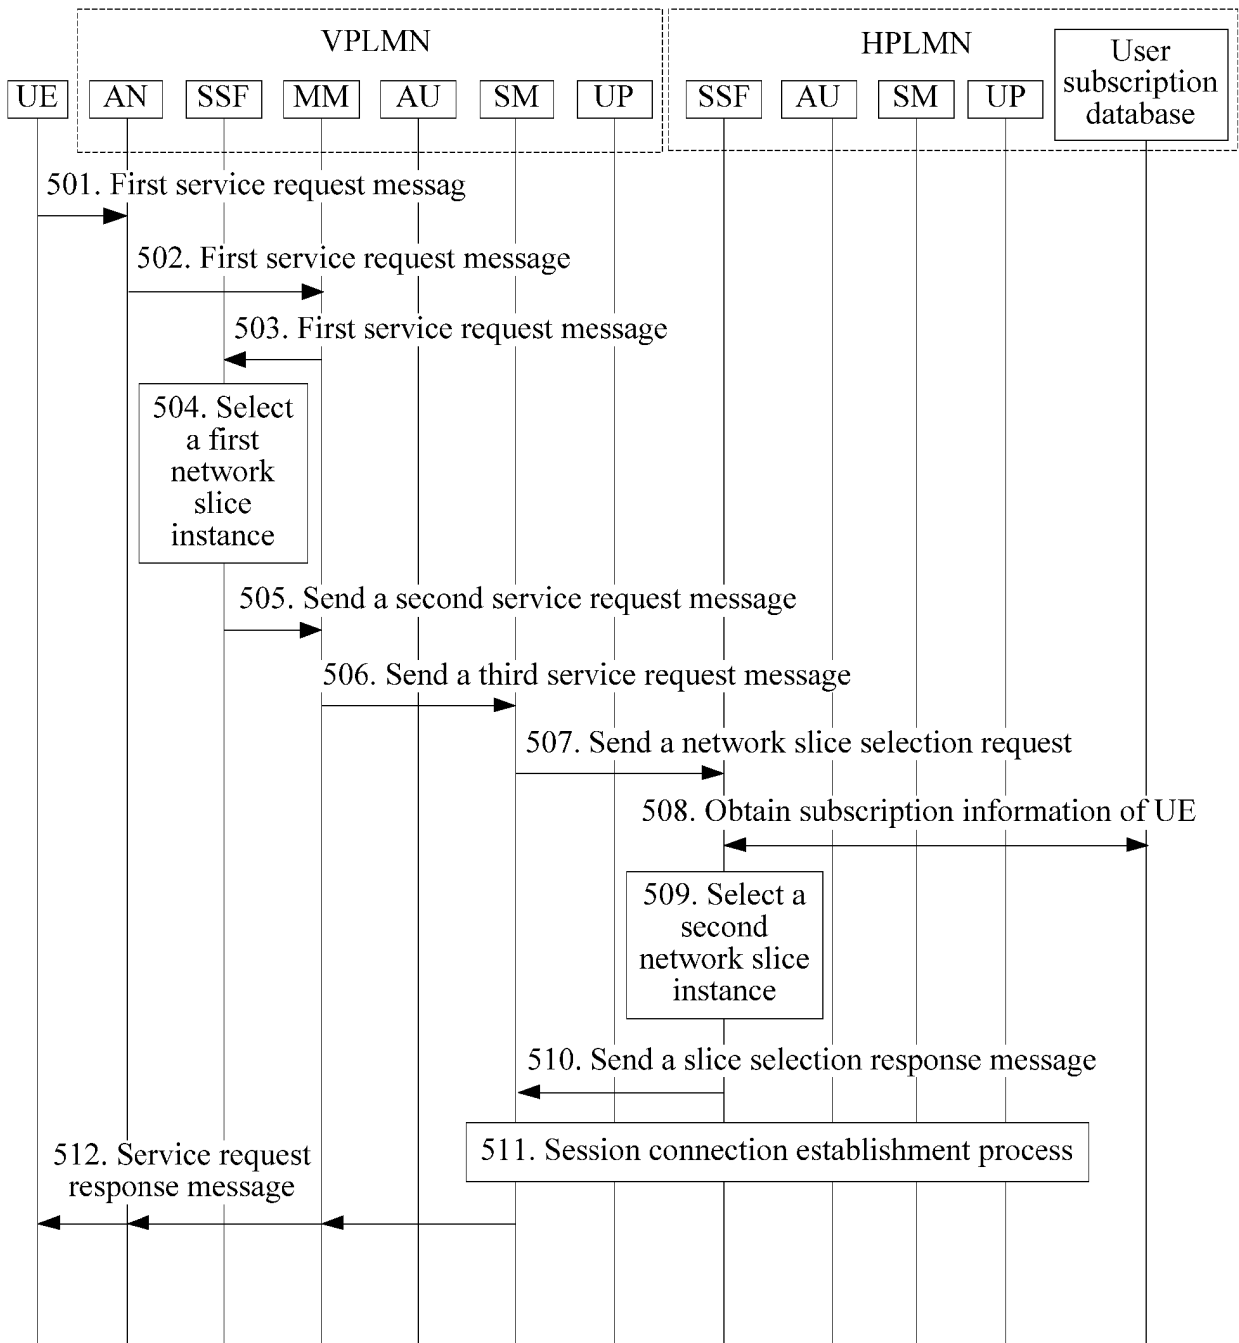 VPLMN
HPLMN
UE
AN
SSF
MM
AU
SM
UP
SSF
AU
SM
UP
User
subscription
database
501. First service request messag
502. First service request message
503. First service request message
504. Select
a first
network
slice
instance
505. Send a second service request message
506. Send a third service request message
507. Send a network slice selection request
508. Obtain subscription information of UE
509. Select a
second
network slice
instance
510. Send a slice selection response message
511. Session connection establishment process
512. Service request
response message